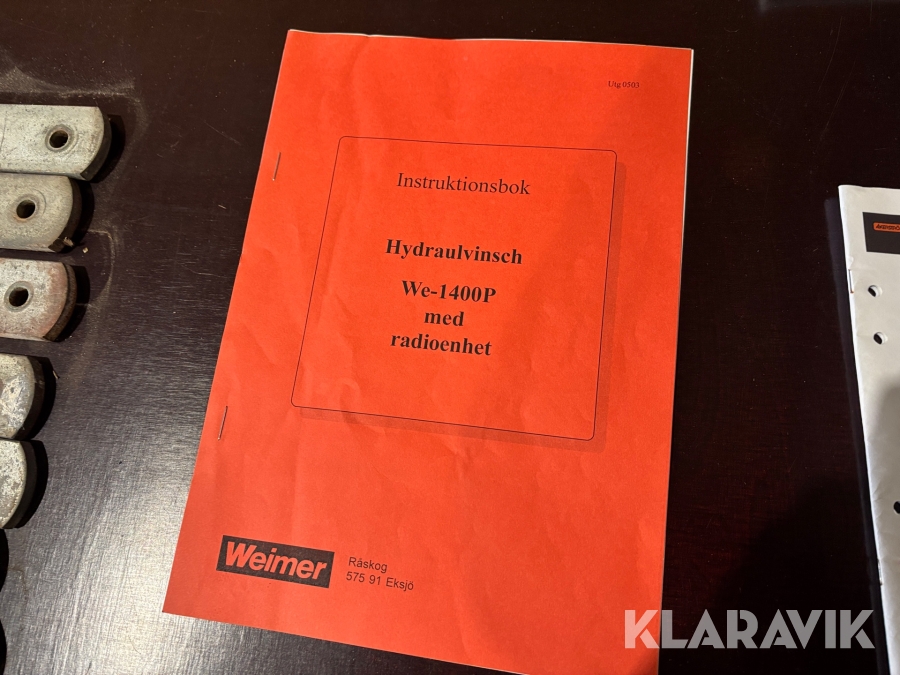 Utg 0503
Instruktionsbok
Hydraulvinsch
We-1400P
med
radioenhet
Weimer
Råskog
575 91 Eksjö
KLARAVIK